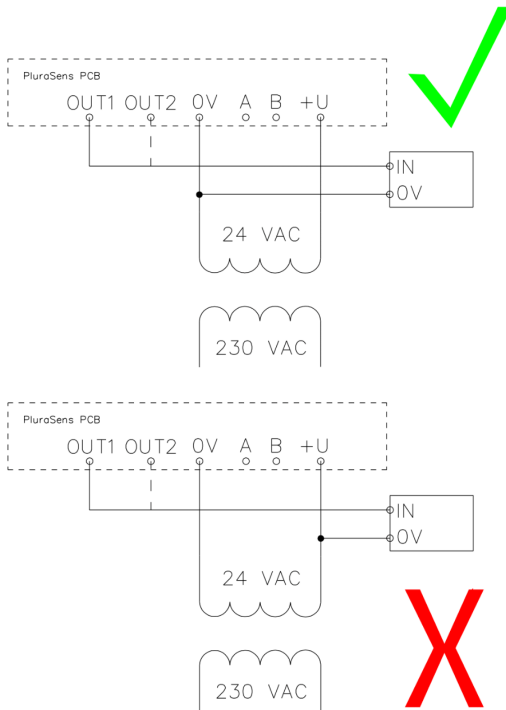 PluraSens PCB
OUT1 OUT2 0V A B +U
IN
0V
24 VAC
230 VAC
PluraSens PCB
OUT1 OUT2 0V A B +U
IN
0V
24 VAC
230 VAC